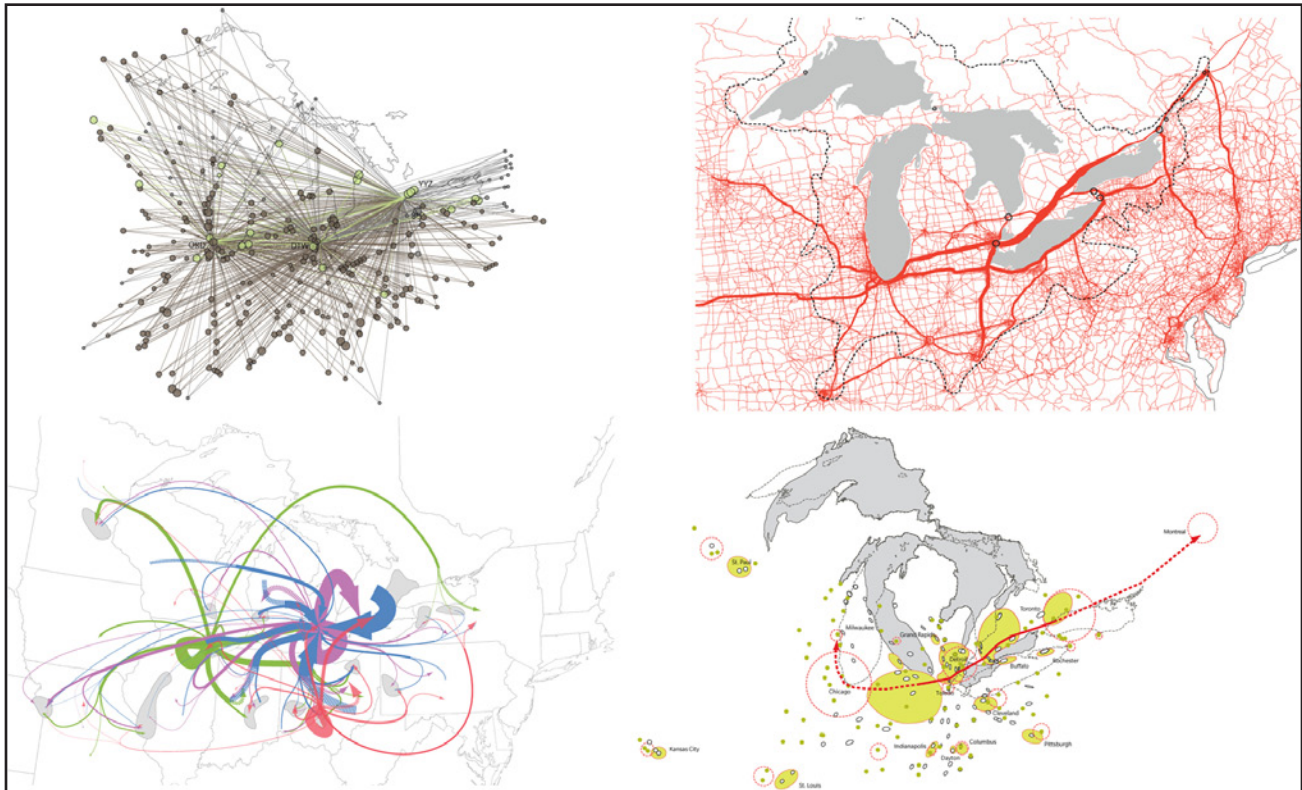 YYZ
ORD
DTW
Montreal
St. Paul
Toronto
Milwaukee
Grand Rapids
Detroit
Buffalo
Rochester
Chicago
Toledo
Cleveland
Indianapolis
Columbus
Pittsburgh
Kansas City
Dayton
St. Louis